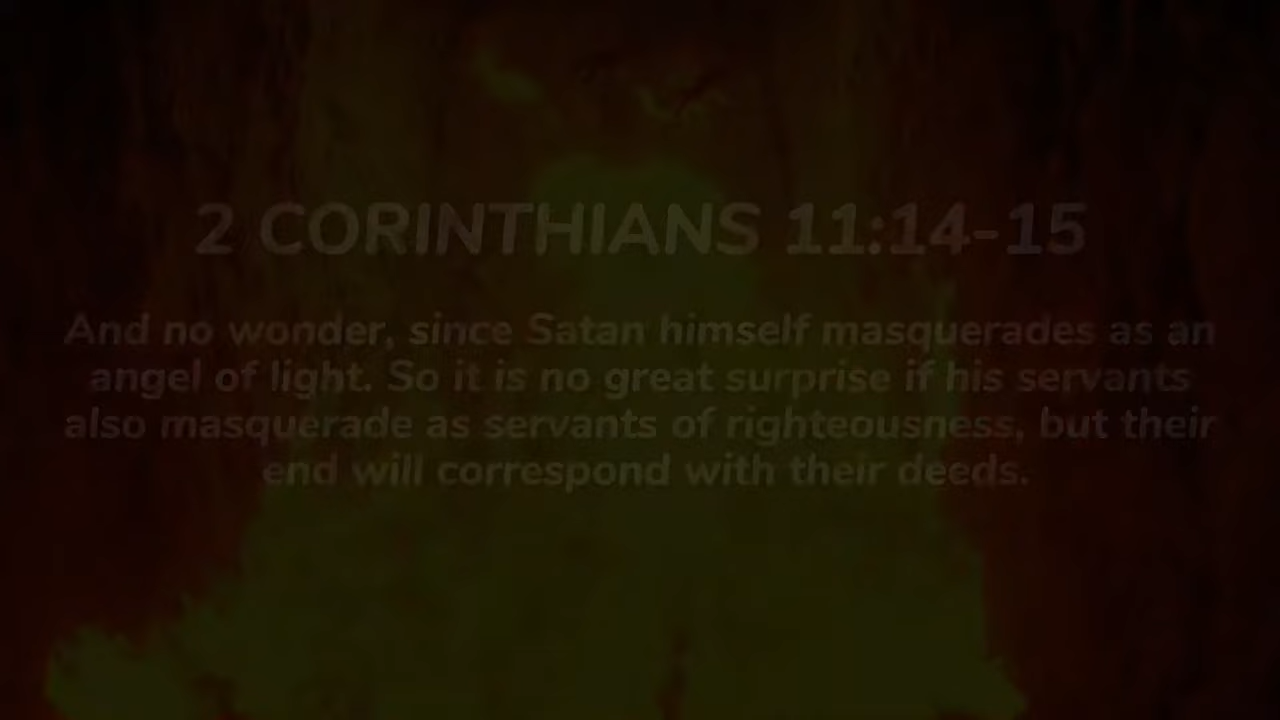 2 CORINTHIANS 11:14-15
And no wonder, since Satan himself masquerades as an
angel of light. So it is no great surprise if his servants
also masquerade as servants of righteousness, but their
end will correspond with their deeds.